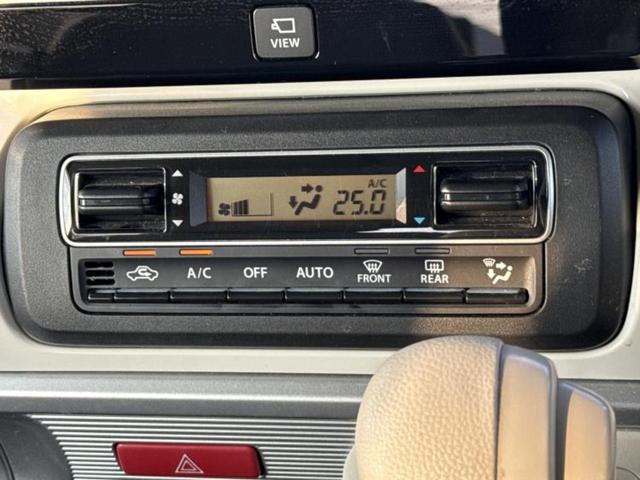 VIEW
A/C
25.0
A/C OFF AUTO FRONT REAR